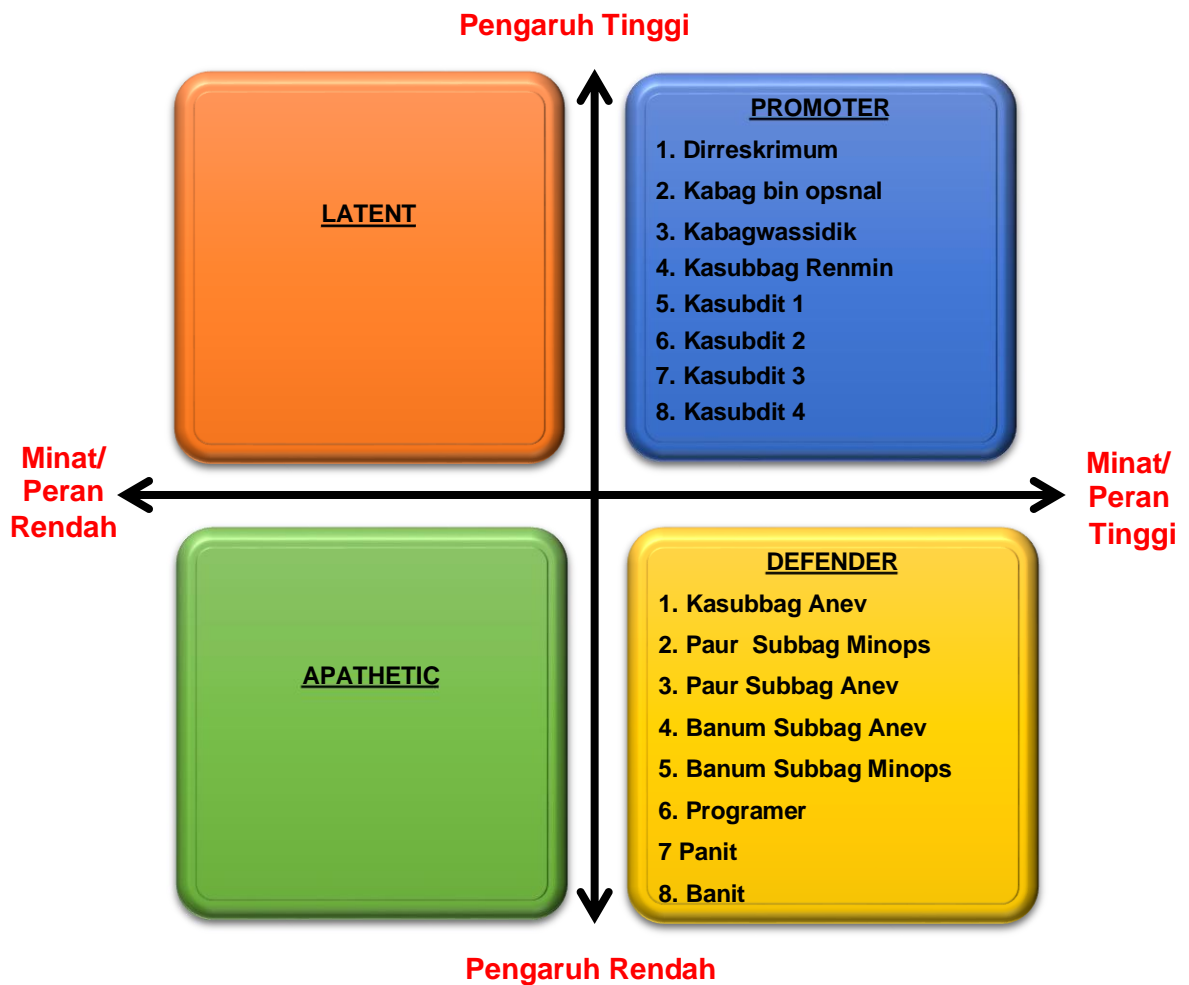 Pengaruh Tinggi
LATENT
PROMOTER
1. Dirreskrimum
2. Kabag bin opsnal
3. Kabagwassidik
4. Kasubbag Renmin
5. Kasubdit 1
6. Kasubdit 2
7. Kasubdit 3
8. Kasubdit 4
Minat/
Peran
Rendah
Minat/
Peran
Tinggi
APATHETIC
DEFENDER
1. Kasubbag Anev
2. Paur Subbag Minops
3. Paur Subbag Anev
4. Banum Subbag Anev
5. Banum Subbag Minops
6. Programer
7 Panit
8. Banit
Pengaruh Rendah